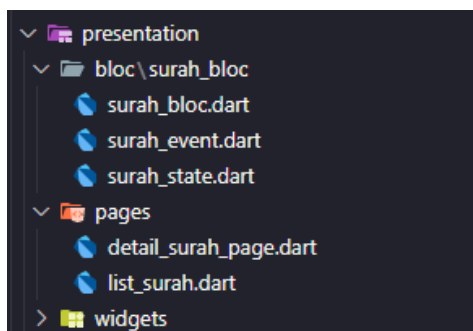 presentation
bloc\surah_bloc
surah_bloc.dart
surah_event.dart
surah_state.dart
pages
detail_surah_page.dart
list_surah.dart
widgets